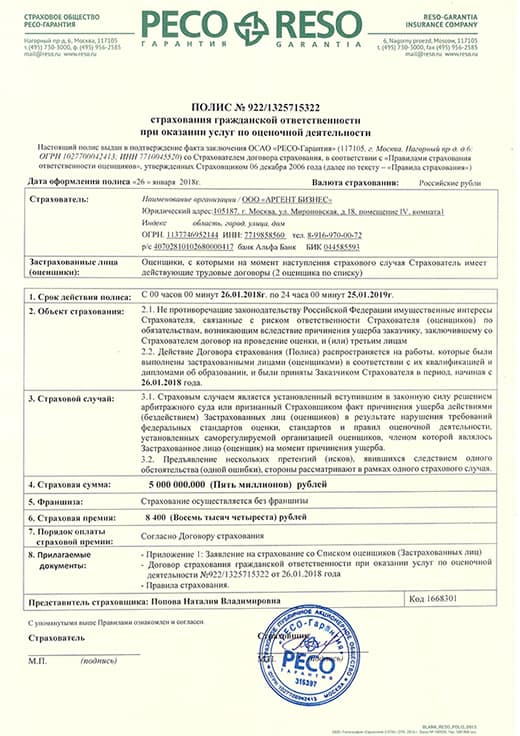 СТРАХОВОЕ ОБЩЕСТВО
РЕСО-ГАРАНТИЯ
Нагорный пр-д, 6, Москва, 117105
т. (495) 730-3000, ф. (495) 956-2585
mail@reso.ru www.reso.ru
РЕСО RESO
ГАРАНТИЯ GARANTIA
RESO-GARANTIA
INSURANCE COMPANY
6, Nagorny proezd, Moscow, 117105
t. (495) 730-3000, fax (495) 956-2585
mail@reso.ru www.reso.ru
ПОЛИС № 922/1325715322
страхования гражданской ответственности
при оказании услуг по оценочной деятельности
Настоящий полис выдан в подтверждение факта заключения ОСАО «РЕСО-Гарантия» (117105, г. Москва, Нагорный пр-д, д.6;
ОГРН 1027700042413; ИНН 7710045520) со Страхователем договора страхования, в соответствии с «Правилами страхования
ответственности оценщиков», утвержденных Страховщиком 06 декабря 2006 года (далее по тексту – «Правила страхования»)
Дата оформления полиса «26» января 2018г. Валюта страхования: Российские рубли
Страхователь: Наименование организации / ООО «АРГЕНТ БИЗНЕС»
Юридический адрес:105187, г. Москва, ул. Мироновская, д.18, помещение IV, комната1
Индекс область, город, улица, дом
ОГРН. 1137746952144 ИНН: 7719858560 тел. 8-916-970-00-72
р/с 40702810102680000417 банк Альфа Банк БИК 044585593
Застрахованные лица (оценщики): Оценщики, с которыми на момент наступления страхового случая Страхователь имеет
действующие трудовые договоры (2 оценщика по списку)
1. Срок действия полиса: С 00 часов 00 минут 26.01.2018г. по 24 часа 00 минут 25.01.2019г.
2. Объект страхования: 2.1. Не противоречащие законодательству Российской Федерации имущественные интересы
Страхователя, связанные с риском ответственности Страхователя (оценщиков) по
обязательствам, возникающим вследствие причинения ущерба заказчику, заключившему со
Страхователем договор на проведение оценки, и (или) третьим лицам
2.2. Действие Договора страхования (Полиса) распространяется на работы, которые были
выполнены застрахованными лицами (оценщиками) в соответствии с их квалификацией и
дипломами об образовании, и были приняты Заказчиком Страхователя в период, начиная с
26.01.2018 года.
3. Страховой случай: 3.1. Страховым случаем является установленный вступившим в законную силу решением
арбитражного суда или признанный Страховщиком факт причинения ущерба действиями
(бездействием) Застрахованных лиц (оценщиков) в результате нарушения требований
федеральных стандартов оценки, стандартов и правил оценочной деятельности,
установленных саморегулируемой организацией оценщиков, членом которой являлось
Застрахованное лицо (оценщик) на момент причинения ущерба.
3.2. Предъявление нескольких претензий (исков), явившихся следствием одного
обстоятельства (одной ошибки), стороны рассматривают в рамках одного страхового случая.
4. Страховая сумма: 5 000 000,000 (Пять миллионов) рублей
5. Франшиза: Страхование осуществляется без франшизы
6. Страховая премия: 8 400 (Восемь тысяч четыреста) рублей
7. Порядок оплаты страховой премии: Согласно Договору страхования
8. Прилагаемые документы: - Приложение 1: Заявление на страхование со Списком оценщиков (Застрахованных лиц)
- Договор страхования гражданской ответственности при оказании услуг по оценочной
деятельности №922/1325715322 от 26.01.2018 года
- Правила страхования.
Представитель страховщика: Попова Наталия Владимировна Код 1668301
С упомянутыми выше Правилами ознакомлен и согласен.
Страхователь Страховщик
М.П. (подпись) М.П. (подпись)
«РЕСО-Гарантия»
РЕСО
316397
МОСКВА
BLANK_RESO_POLIS_2015